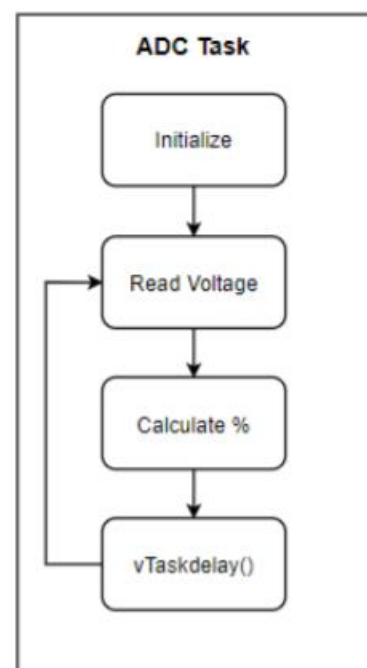 ADC Task
Initialize
Read Voltage
Calculate %
vTaskdelay()